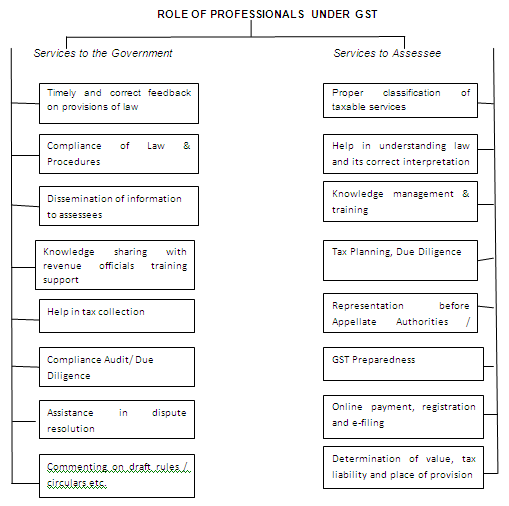 ROLE OF PROFESSIONALS UNDER GST
Services to the Government
Timely and correct feedback
on provisions of law
Compliance of Law &
Procedures
Dissemination of information
to assessees
Knowledge sharing with
revenue officials training
support
Help in tax collection
Compliance Audit/ Due
Diligence
Assistance in dispute
resolution
Commenting on draft rules /
circulars etc.
Services to Assessee
Proper classification of
taxable services
Help in understanding law
and its correct interpretation
Knowledge management &
training
Tax Planning, Due Diligence
Representation before
Appellate Authorities /
GST Preparedness
Online payment, registration
and e-filing
Determination of value, tax
liability and place of provision